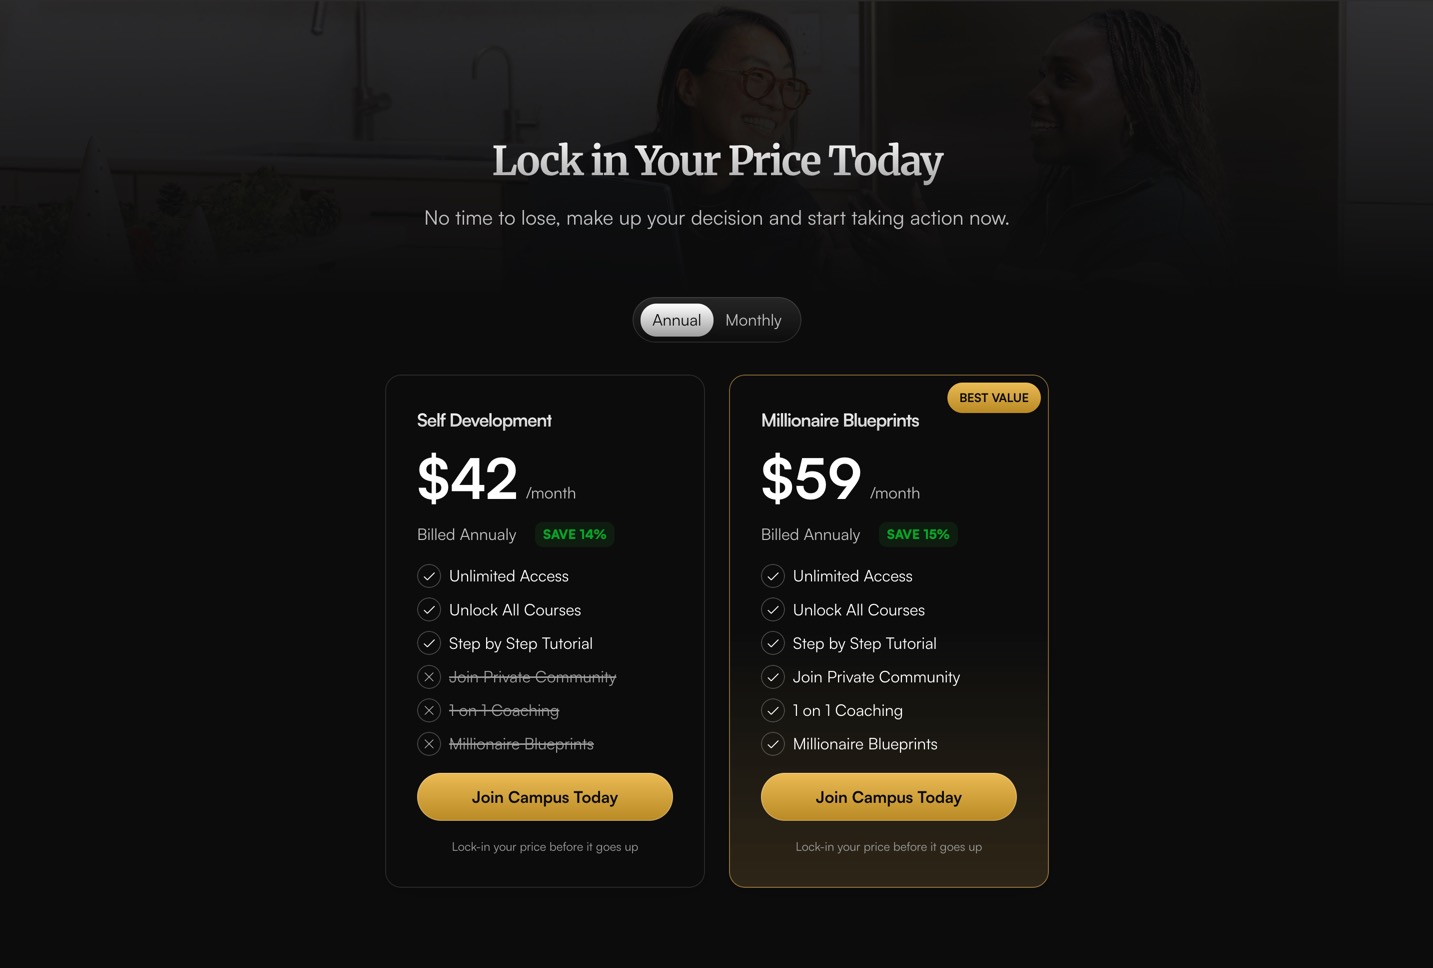 Lock in Your Price Today
No time to lose, make up your decision and start taking action now.
Annual
Monthly
Self Development
$42 /month
Billed Annualy
SAVE 14%
Unlimited Access
Unlock All Courses
Step by Step Tutorial
Join Private Community
1 on 1 Coaching
Millionaire Blueprints
Join Campus Today
Lock-in your price before it goes up
BEST VALUE
Millionaire Blueprints
$59 /month
Billed Annualy
SAVE 15%
Unlimited Access
Unlock All Courses
Step by Step Tutorial
Join Private Community
1 on 1 Coaching
Millionaire Blueprints
Join Campus Today
Lock-in your price before it goes up